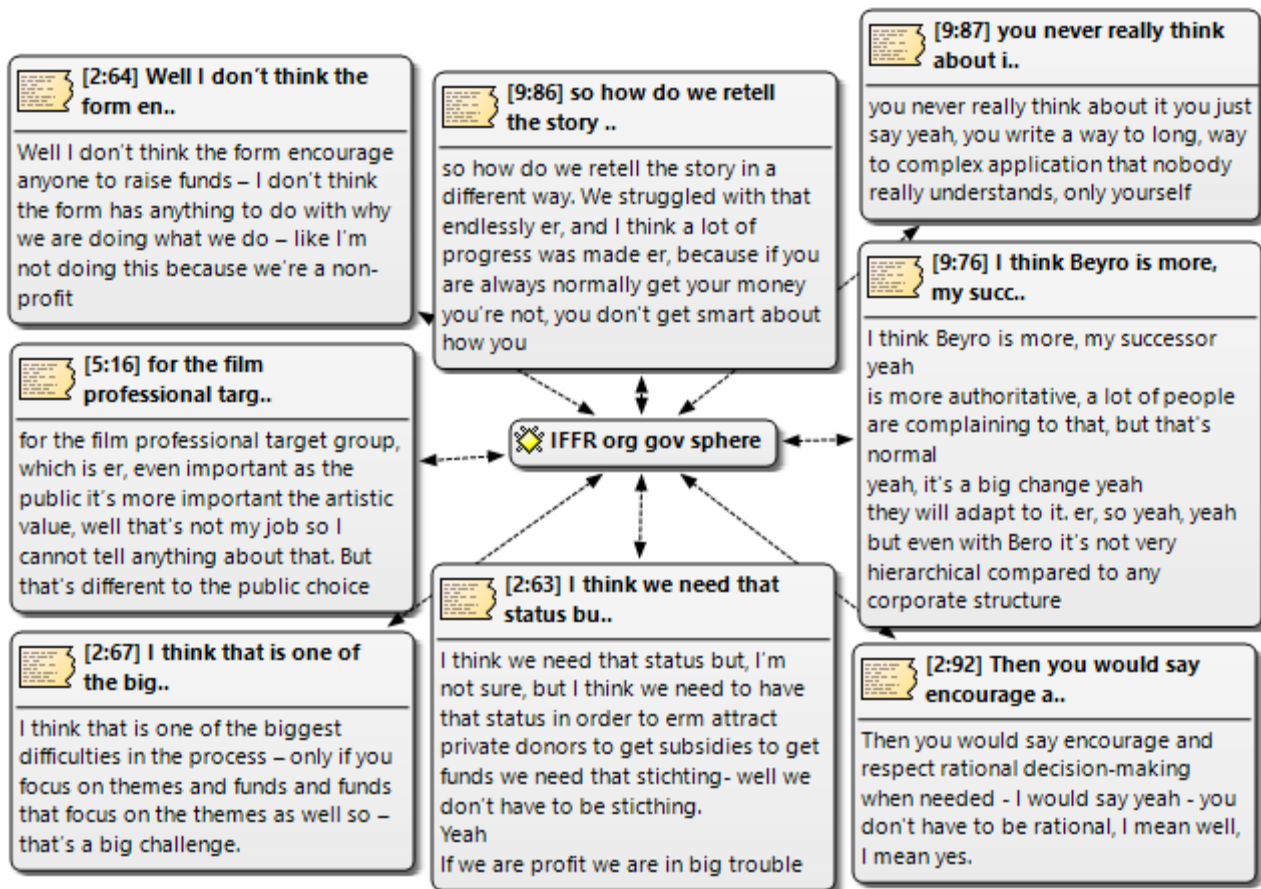 [2:64] Well I don´t think the
form en..
Well I don't think the form encourage
anyone to raise funds – I don't think
the form has anything to do with why
we are doing what we do – like I'm
not doing this because we're a non-
profit
[9:86] so how do we retell
the story ..
so how do we retell the story in a
different way. We struggled with that
endlessly er, and I think a lot of
progress was made er, because if you
are always normally get your money
you're not, you don't get smart about
how you
[9:87] you never really think
about i..
you never really think about it you just
say yeah, you write a way to long, way
to complex application that nobody
really understands, only yourself
[9:76] I think Beyro is more,
my succ..
I think Beyro is more, my successor
yeah
is more authoritative, a lot of people
are complaining to that, but that's
normal
yeah, it's a big change yeah
they will adapt to it. er, so yeah, yeah
but even with Bero it's not very
hierarchical compared to any
corporate structure
[5:16] for the film
professional targ..
for the film professional target group,
which is er, even important as the
public it's more important the artistic
value, well that's not my job so I
cannot tell anything about that. But
that's different to the public choice
IFFR org gov sphere
[2:67] I think that is one of
the big..
I think that is one of the biggest
difficulties in the process – only if you
focus on themes and funds and funds
that focus on the themes as well so –
that's a big challenge.
[2:63] I think we need that
status bu..
I think we need that status but, I'm
not sure, but I think we need to have
that status in order to erm attract
private donors to get subsidies to get
funds we need that stichting- well we
don't have to be sticthing.
Yeah
If we are profit we are in big trouble
[2:92] Then you would say
encourage a..
Then you would say encourage and
respect rational decision-making
when needed - I would say yeah - you
don't have to be rational, I mean well,
I mean yes.